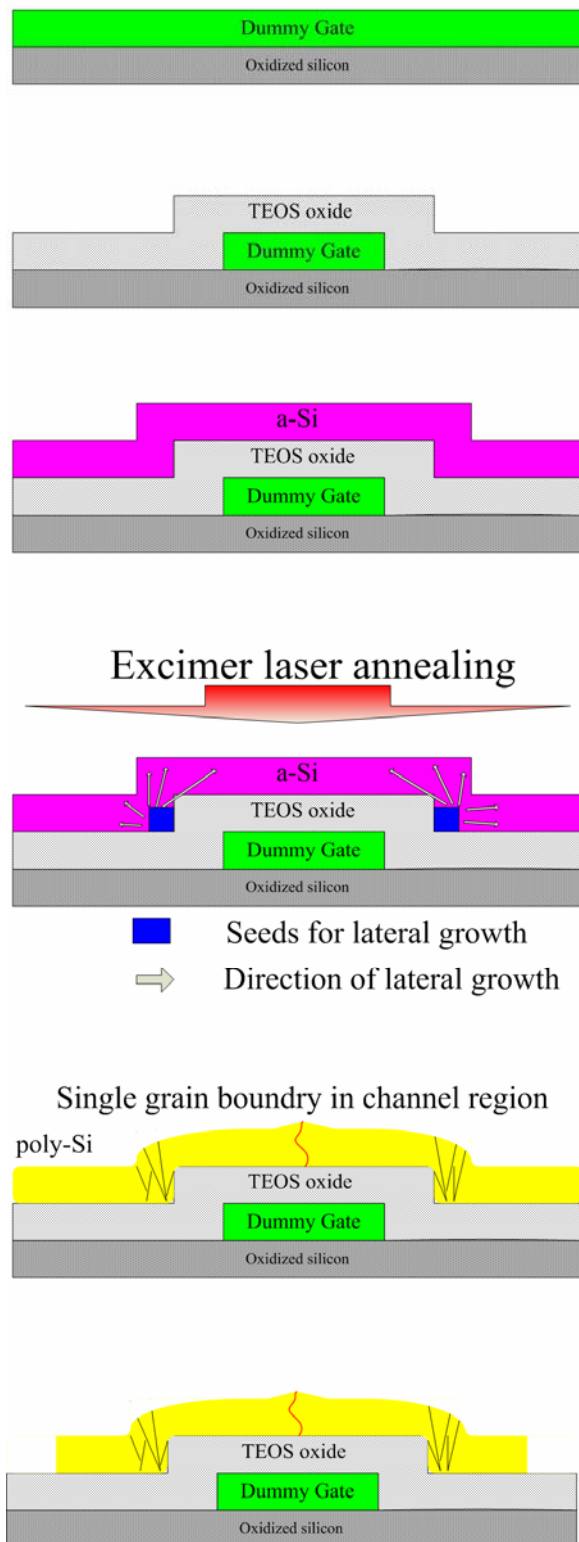 Dummy Gate
Oxidized silicon
TEOS oxide
Dummy Gate
Oxidized silicon
a-Si
TEOS oxide
Dummy Gate
Oxidized silicon
Excimer laser annealing
a-Si
TEOS oxide
Dummy Gate
Oxidized silicon
Seeds for lateral growth
Direction of lateral growth
Single grain boundry in channel region
poly-Si
TEOS oxide
Dummy Gate
Oxidized silicon
TEOS oxide
Dummy Gate
Oxidized silicon